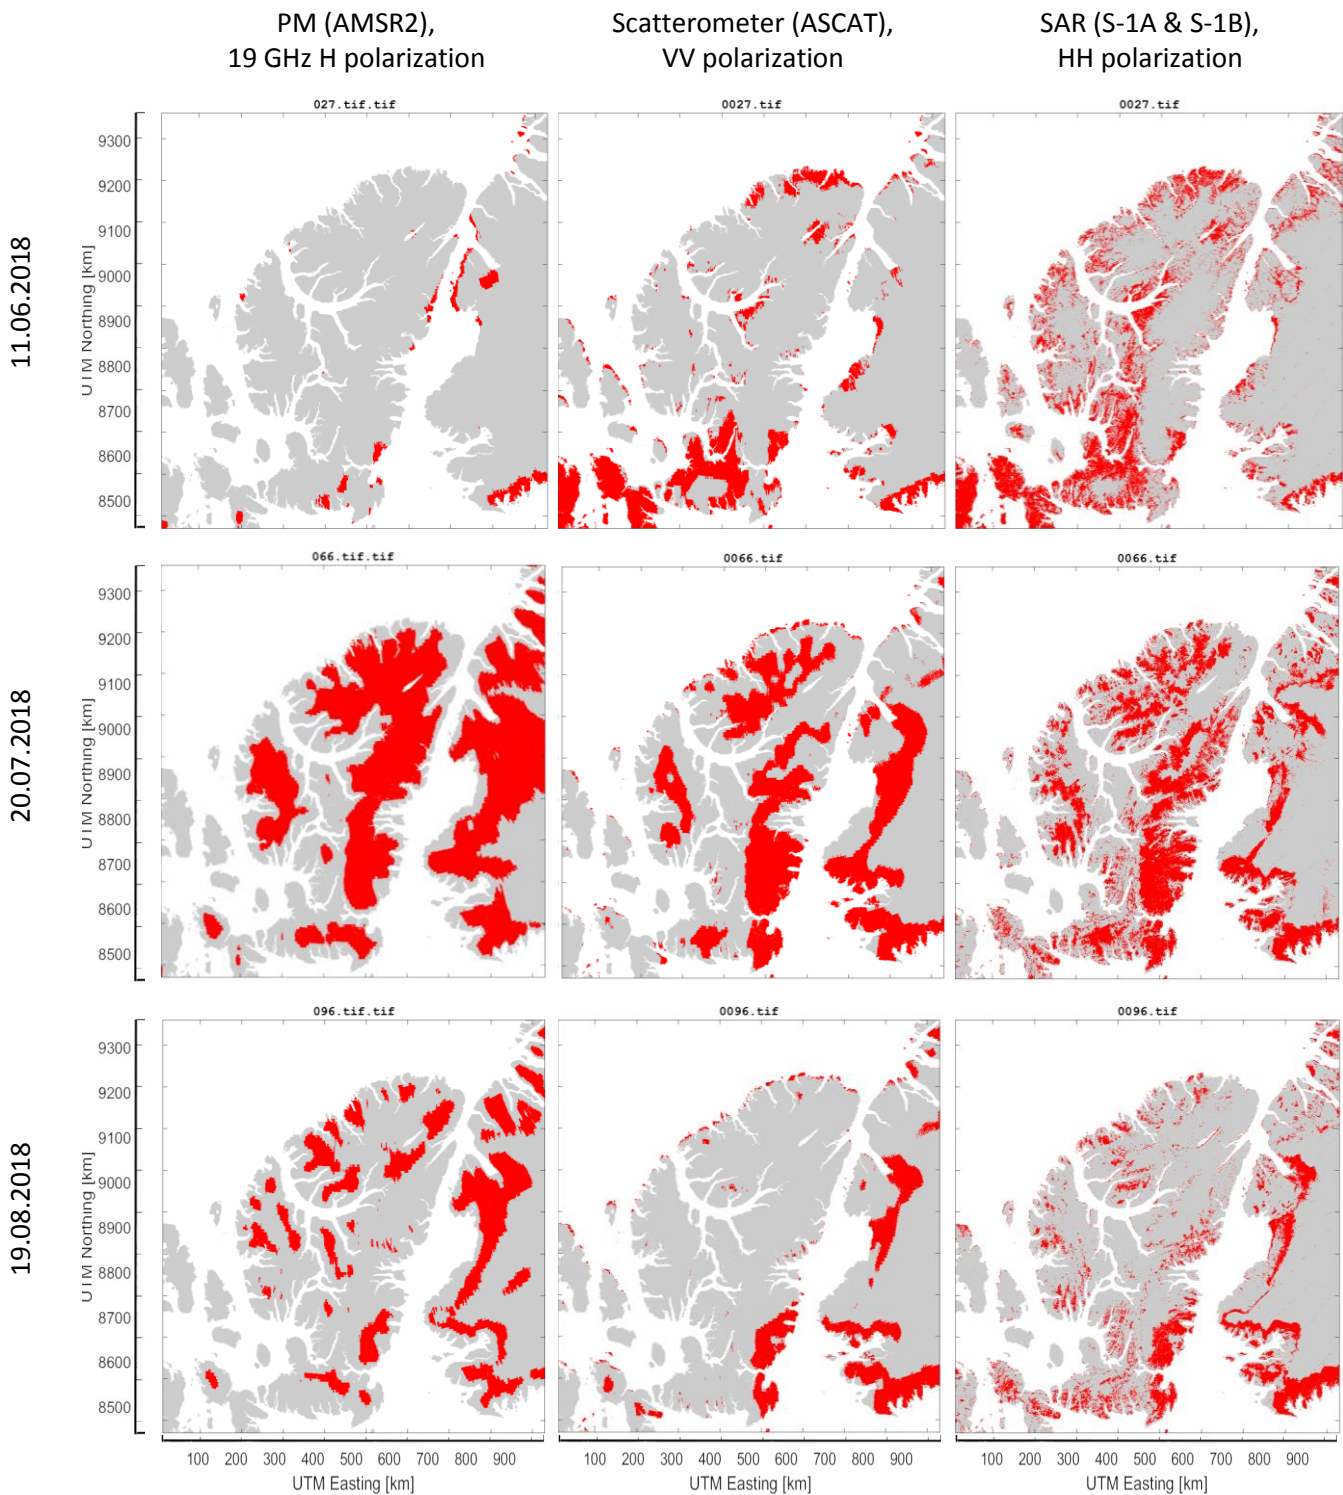 PM (AMSR2),
19 GHz H polarization
Scatterometer (ASCAT),
VV polarization
SAR (S-1A & S-1B),
HH polarization
11.06.2018
027.tif.tif
0027.tif
0027.tif
UTM Northing [km]
9300
9200
9100
9000
8900
8800
8700
8600
8500
20.07.2018
066.tif.tif
0066.tif
0066.tif
UTM Northing [km]
9300
9200
9100
9000
8900
8800
8700
8600
8500
19.08.2018
096.tif.tif
0096.tif
0096.tif
UTM Northing [km]
9300
9200
9100
9000
8900
8800
8700
8600
8500
100 200 300 400 500 600 700 800 900
UTM Easting [km]
100 200 300 400 500 600 700 800 900
UTM Easting [km]
100 200 300 400 500 600 700 800 900
UTM Easting [km]